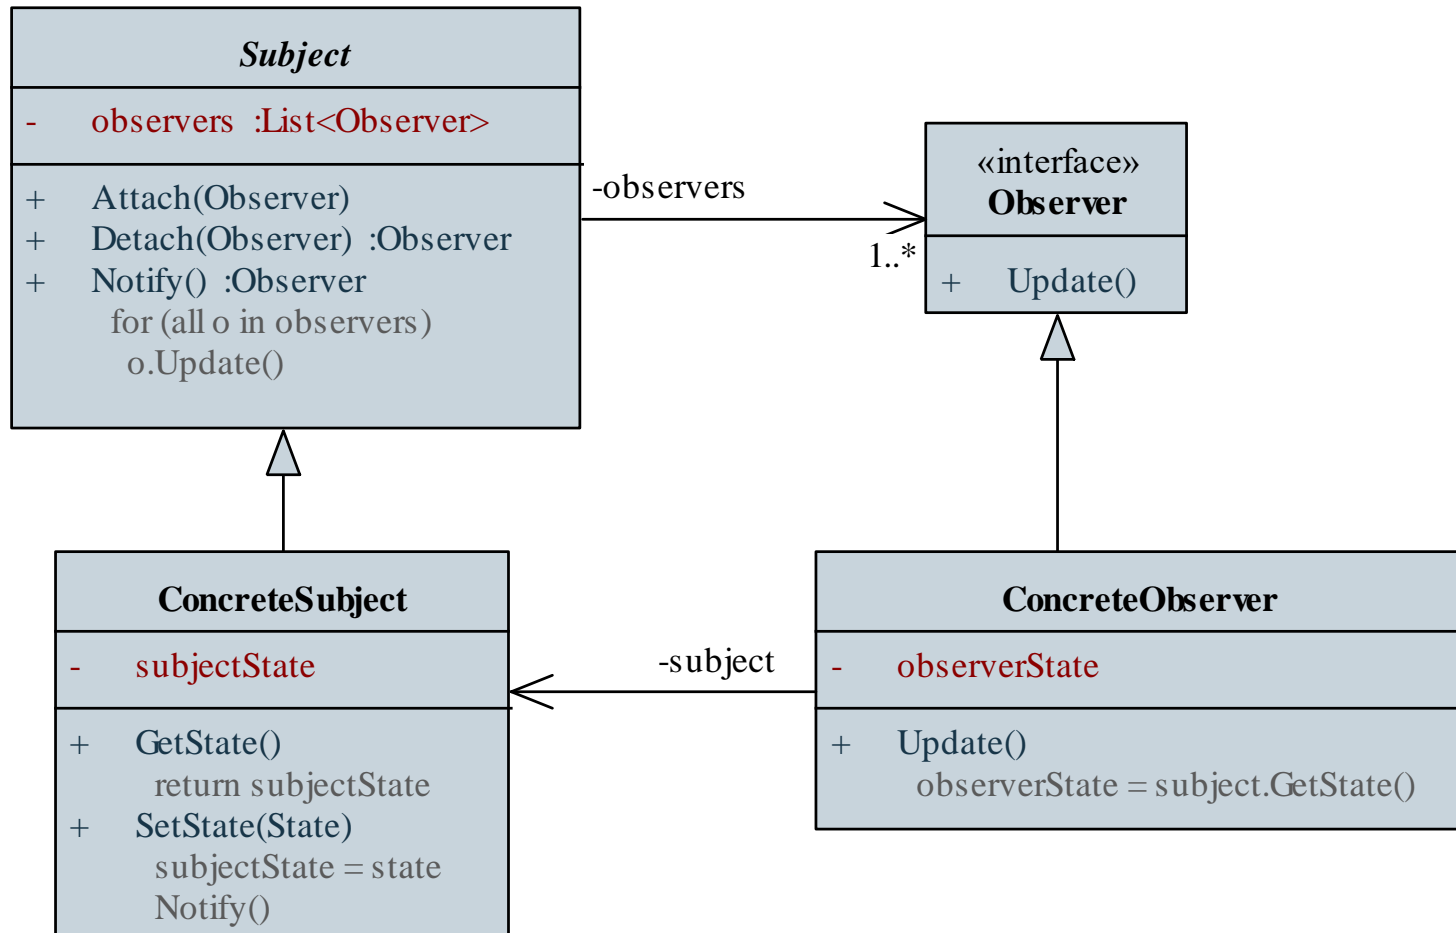 Subject
- observers :List<Observer>
+ Attach(Observer)
+ Detach(Observer) :Observer
+ Notify() :Observer
for (all o in observers)
o.Update()
-observers
1..*
«interface»
Observer
+ Update()
ConcreteSubject
- subjectState
+ GetState()
return subjectState
+ SetState(State)
subjectState = state
Notify()
-subject
ConcreteObserver
- observerState
+ Update()
observerState = subject.GetState()